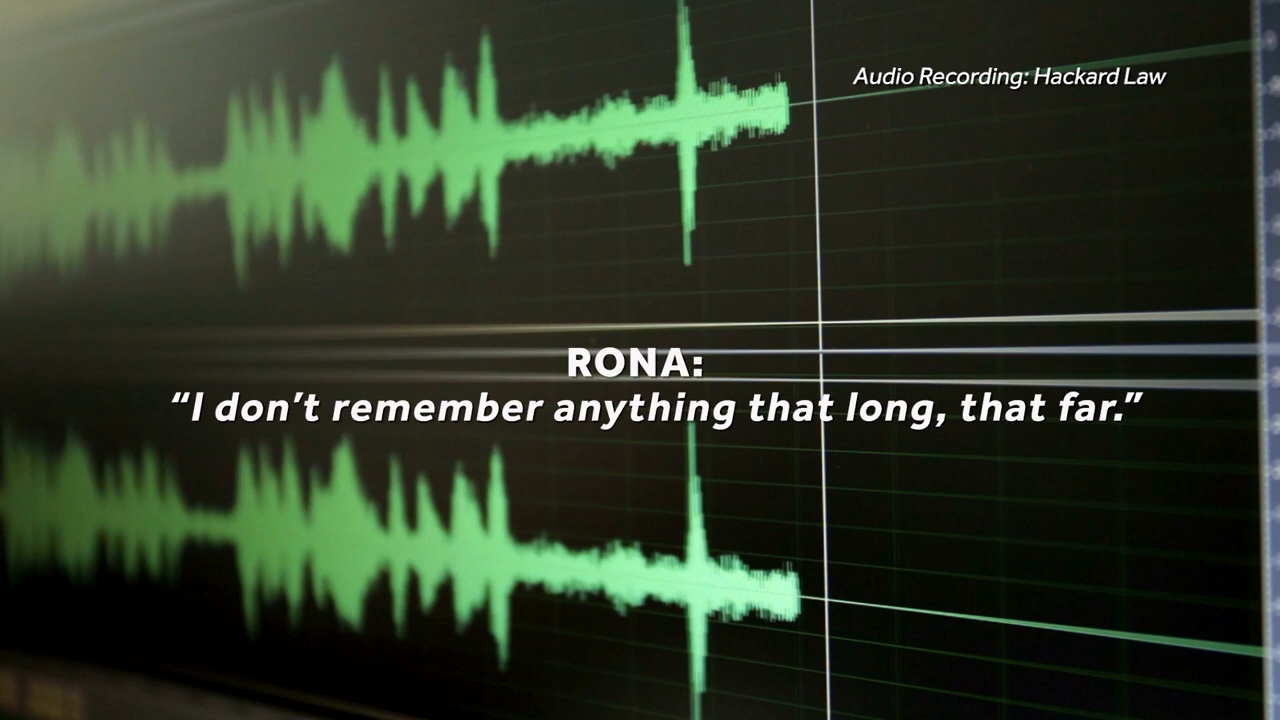 Audio Recording: Hackard Law
RONA:
“I don’t remember anything that long, that far.”